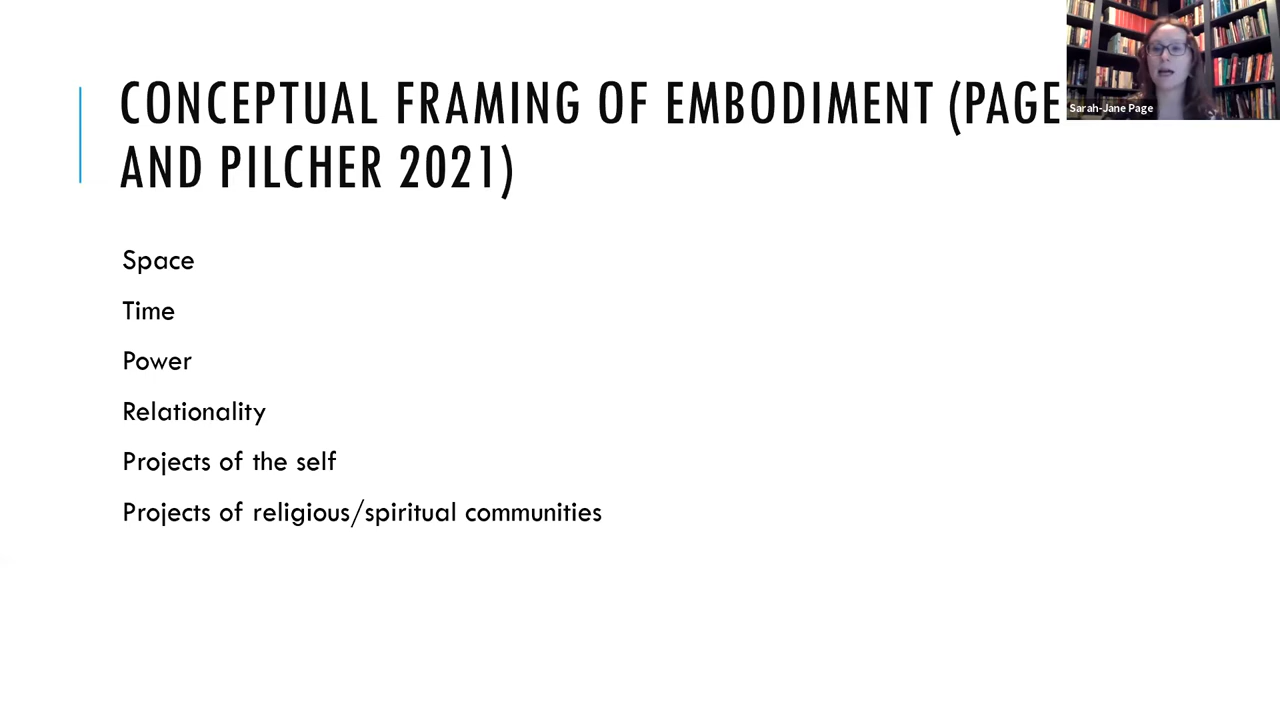 CONCEPTUAL FRAMING OF EMBODIMENT (PAGE
AND PILCHER 2021)
Sarah-Jane Page
Space
Time
Power
Relationality
Projects of the self
Projects of religious/spiritual communities